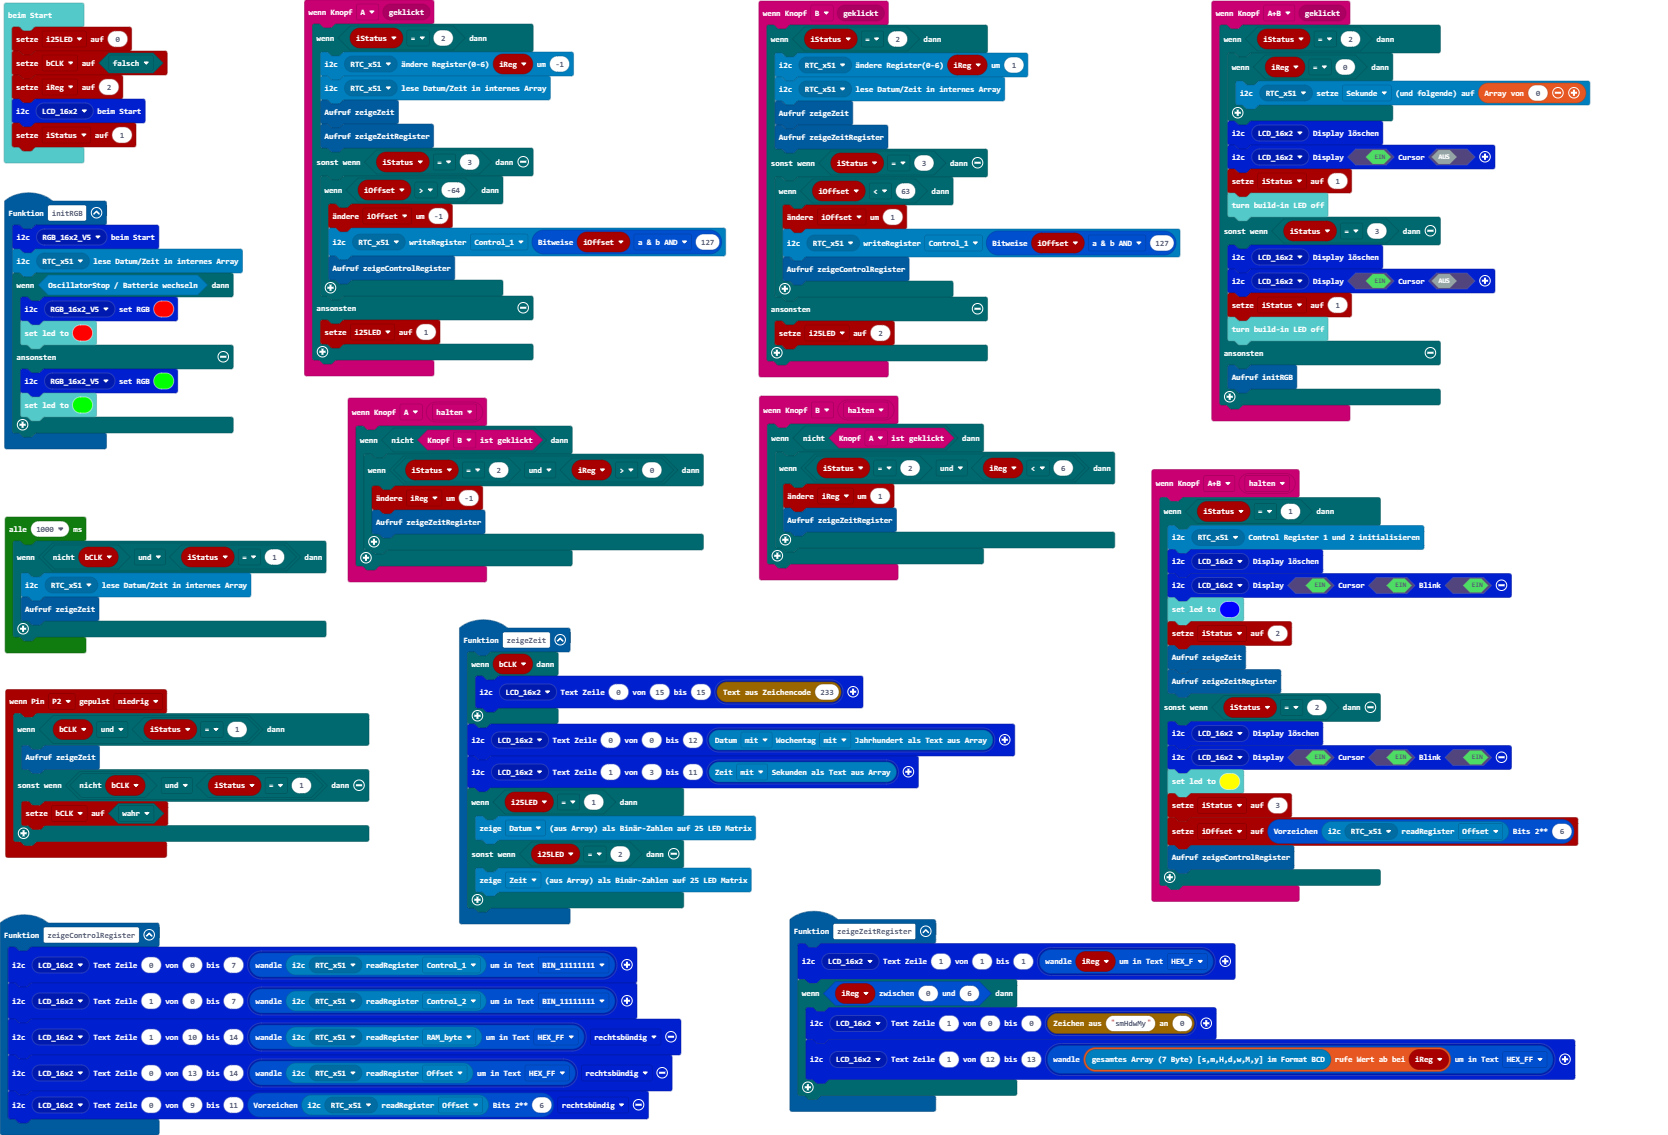 beim Start
setze i25LED auf 0
setze bCLK auf falsch
setze iReg auf 2
i2c LCD_16x2 beim Start
setze iStatus auf 1
Funktion initRGB
i2c RGB_16x2_V5 beim Start
i2c RTC_x51 lese Datum/Zeit in internes Array
wenn OscillatorStop / Batterie wechseln dann
i2c RGB_16x2_V5 set RGB
set led to
ansonsten
i2c RGB_16x2_V5 set RGB
set led to
alle 1000 ms
wenn nicht bCLK und iStatus = 1 dann
i2c RTC_x51 lese Datum/Zeit in internes Array
Aufruf zeigeZeit
wenn Pin P2 gepulst niedrig
wenn bCLK und iStatus = 1 dann
Aufruf zeigeZeit
sonst wenn nicht bCLK und iStatus = 1 dann
setze bCLK auf wahr
wenn Knopf A geklickt
wenn iStatus = 2 dann
i2c RTC_x51 ändere Register(0-6) iReg um -1
i2c RTC_x51 lese Datum/Zeit in internes Array
Aufruf zeigeZeit
Aufruf zeigeZeitRegister
sonst wenn iStatus = 3 dann
wenn iOffset > -64 dann
ändere iOffset um -1
i2c RTC_x51 writeRegister Control_1 Bitweise iOffset a & b AND 127
Aufruf zeigeControlRegister
ansonsten
setze i25LED auf 1
wenn Knopf B geklickt
wenn iStatus = 2 dann
i2c RTC_x51 ändere Register(0-6) iReg um 1
i2c RTC_x51 lese Datum/Zeit in internes Array
Aufruf zeigeZeit
Aufruf zeigeZeitRegister
sonst wenn iStatus = 3 dann
wenn iOffset < 63 dann
ändere iOffset um 1
i2c RTC_x51 writeRegister Control_1 Bitweise iOffset a & b AND 127
Aufruf zeigeControlRegister
ansonsten
setze i25LED auf 2
wenn Knopf A+B geklickt
wenn iStatus = 2 dann
wenn iReg = 0 dann
i2c RTC_x51 setze Sekunde (und folgende) auf Array von 0
i2c LCD_16x2 Display löschen
i2c LCD_16x2 Display EIN Cursor AUS
setze iStatus auf 1
turn build-in LED off
sonst wenn iStatus = 3 dann
i2c LCD_16x2 Display löschen
i2c LCD_16x2 Display EIN Cursor AUS
setze iStatus auf 1
turn build-in LED off
ansonsten
Aufruf initRGB
wenn Knopf A halten
wenn nicht Knopf B ist geklickt dann
wenn iStatus = 2 und iReg > 0 dann
ändere iReg um -1
Aufruf zeigeZeitRegister
wenn Knopf B halten
wenn nicht Knopf A ist geklickt dann
wenn iStatus = 2 und iReg < 6 dann
ändere iReg um 1
Aufruf zeigeZeitRegister
wenn Knopf A+B halten
wenn iStatus = 1 dann
i2c RTC_x51 Control Register 1 und 2 initialisieren
i2c LCD_16x2 Display löschen
i2c LCD_16x2 Display EIN Cursor EIN Blink EIN
set led to
setze iStatus auf 2
Aufruf zeigeZeit
Aufruf zeigeZeitRegister
sonst wenn iStatus = 2 dann
i2c LCD_16x2 Display löschen
i2c LCD_16x2 Display EIN Cursor EIN Blink EIN
set led to
setze iStatus auf 3
setze iOffset auf Vorzeichen i2c RTC_x51 readRegister Offset Bits 2** 6
Aufruf zeigeControlRegister
Funktion zeigeZeit
wenn bCLK dann
i2c LCD_16x2 Text Zeile 0 von 15 bis 15 Text aus Zeichencode 233
i2c LCD_16x2 Text Zeile 0 von 0 bis 12 Datum mit Wochentag mit Jahrhundert als Text aus Array
i2c LCD_16x2 Text Zeile 1 von 3 bis 11 Zeit mit Sekunden als Text aus Array
wenn i25LED = 1 dann
zeige Datum (aus Array) als Binär-Zahlen auf 25 LED Matrix
sonst wenn i25LED = 2 dann
zeige Zeit (aus Array) als Binär-Zahlen auf 25 LED Matrix
Funktion zeigeControlRegister
i2c LCD_16x2 Text Zeile 0 von 0 bis 7 wandle i2c RTC_x51 readRegister Control_1 um in Text BIN_11111111
i2c LCD_16x2 Text Zeile 1 von 0 bis 7 wandle i2c RTC_x51 readRegister Control_2 um in Text BIN_11111111
i2c LCD_16x2 Text Zeile 1 von 10 bis 14 wandle i2c RTC_x51 readRegister RAM_byte um in Text HEX_FF rechtsbündig
i2c LCD_16x2 Text Zeile 0 von 13 bis 14 wandle i2c RTC_x51 readRegister Offset um in Text HEX_FF rechtsbündig
i2c LCD_16x2 Text Zeile 0 von 9 bis 11 Vorzeichen i2c RTC_x51 readRegister Offset Bits 2** 6 rechtsbündig
Funktion zeigeZeitRegister
i2c LCD_16x2 Text Zeile 1 von 1 bis 1 wandle iReg um in Text HEX_F
wenn iReg zwischen 0 und 6 dann
i2c LCD_16x2 Text Zeile 1 von 0 bis 0 Zeichen aus "smHdwMy" an 0
i2c LCD_16x2 Text Zeile 1 von 12 bis 13 wandle gesamtes Array (7 Byte) [s,m,H,d,w,M,y] im Format BCD rufe Wert ab bei iReg um in Text HEX_FF